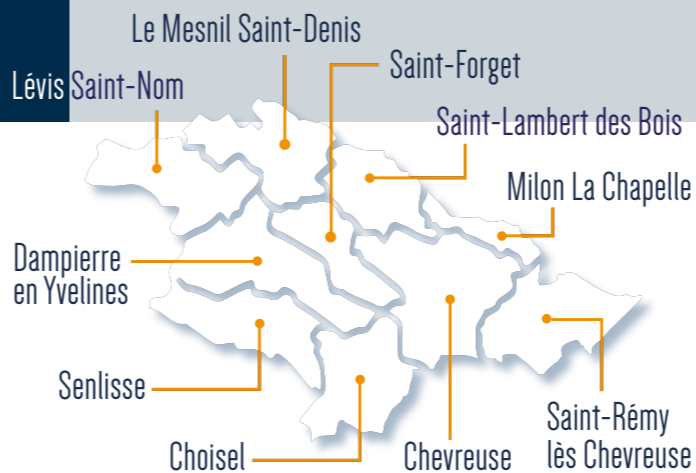 Le Mesnil Saint-Denis
Saint-Forget
Lévis Saint-Nom
Saint-Lambert des Bois
Milon La Chapelle
Dampierre
en Yvelines
Senlisse
Choisel
Chevreuse
Saint-Rémy
lès Chevreuse